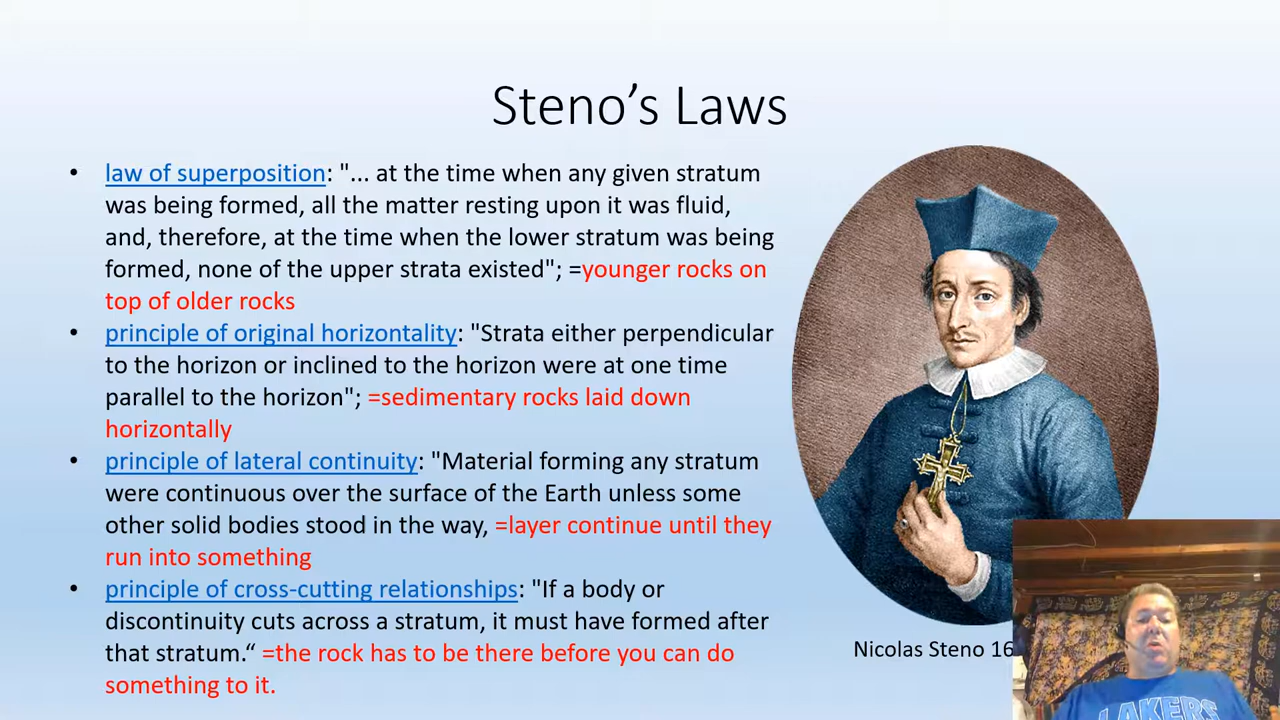 Steno’s Laws
• law of superposition: "... at the time when any given stratum
was being formed, all the matter resting upon it was fluid,
and, therefore, at the time when the lower stratum was being
formed, none of the upper strata existed"; =younger rocks on
top of older rocks
• principle of original horizontality: "Strata either perpendicular
to the horizon or inclined to the horizon were at one time
parallel to the horizon"; =sedimentary rocks laid down
horizontally
• principle of lateral continuity: "Material forming any stratum
were continuous over the surface of the Earth unless some
other solid bodies stood in the way, =layer continue until they
run into something
• principle of cross-cutting relationships: "If a body or
discontinuity cuts across a stratum, it must have formed after
that stratum.“ =the rock has to be there before you can do
something to it.
Nicolas Steno 16
LAKERS